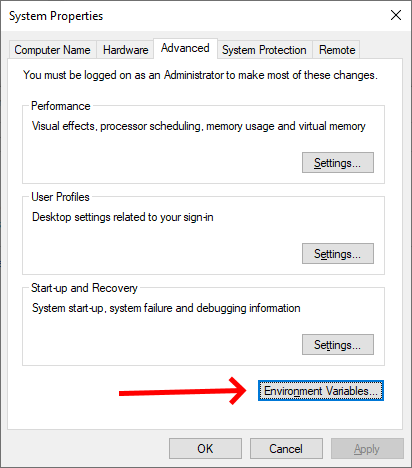 System Properties
Computer Name
Hardware
Advanced
System Protection
Remote
You must be logged on as an Administrator to make most of these changes.
Performance
Visual effects, processor scheduling, memory usage and virtual memory
Settings...
User Profiles
Desktop settings related to your sign-in
Settings...
Start-up and Recovery
System start-up, system failure and debugging information
Settings...
Environment Variables...
OK
Cancel
Apply